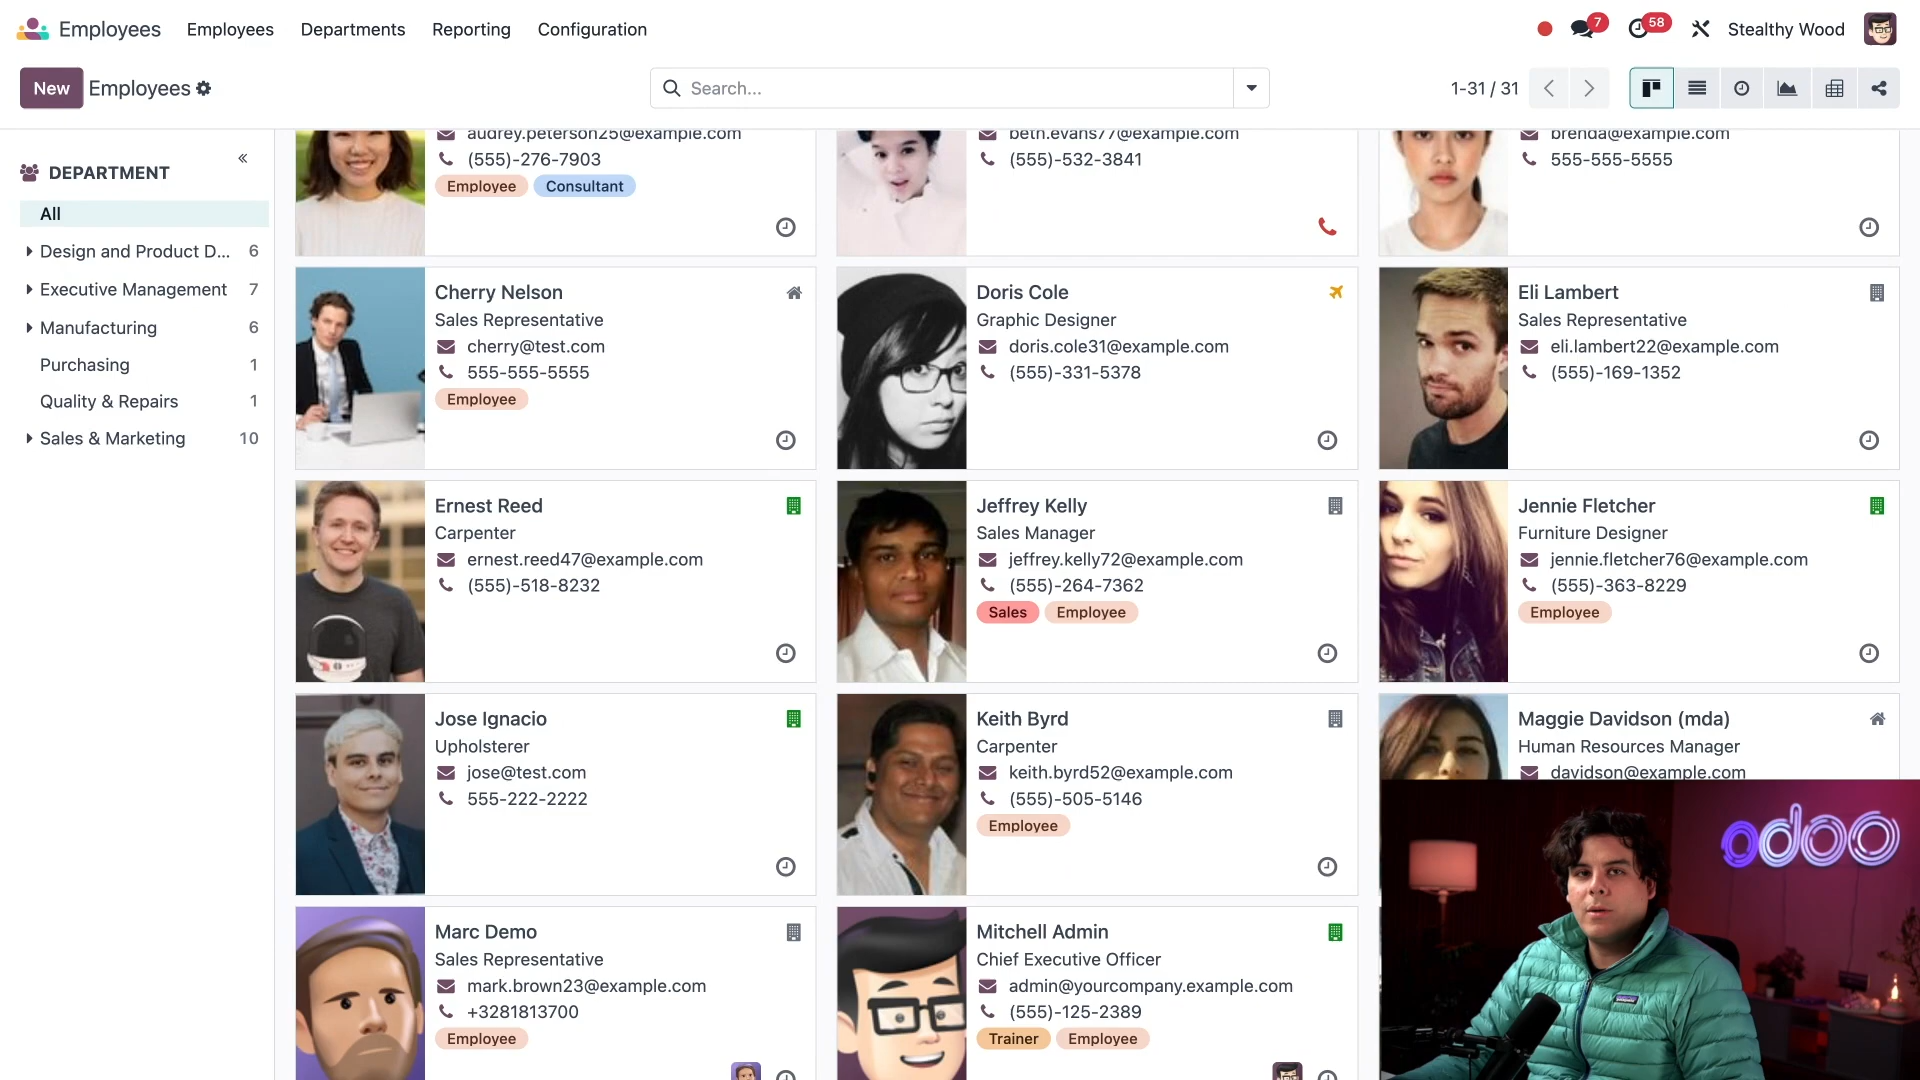 Employees
Employees
Departments
Reporting
Configuration
7
58
Stealthy Wood
New
Employees
Search...
1-31 / 31
DEPARTMENT
All
Design and Product D... 6
Executive Management 7
Manufacturing 6
Purchasing 1
Quality & Repairs 1
Sales & Marketing 10
audrey.peterson25@example.com
(555)-276-7903
Employee Consultant
beth.evans77@example.com
(555)-532-3841
brenda@example.com
555-555-5555
Cherry Nelson
Sales Representative
cherry@test.com
555-555-5555
Employee
Doris Cole
Graphic Designer
doris.cole31@example.com
(555)-331-5378
Eli Lambert
Sales Representative
eli.lambert22@example.com
(555)-169-1352
Ernest Reed
Carpenter
ernest.reed47@example.com
(555)-518-8232
Jeffrey Kelly
Sales Manager
jeffrey.kelly72@example.com
(555)-264-7362
Sales Employee
Jennie Fletcher
Furniture Designer
jennie.fletcher76@example.com
(555)-363-8229
Employee
Jose Ignacio
Upholsterer
jose@test.com
555-222-2222
Keith Byrd
Carpenter
keith.byrd52@example.com
(555)-505-5146
Employee
Maggie Davidson (mda)
Human Resources Manager
davidson@example.com
Marc Demo
Sales Representative
mark.brown23@example.com
+3281813700
Employee
Mitchell Admin
Chief Executive Officer
admin@yourcompany.example.com
(555)-125-2389
Trainer Employee
odoo